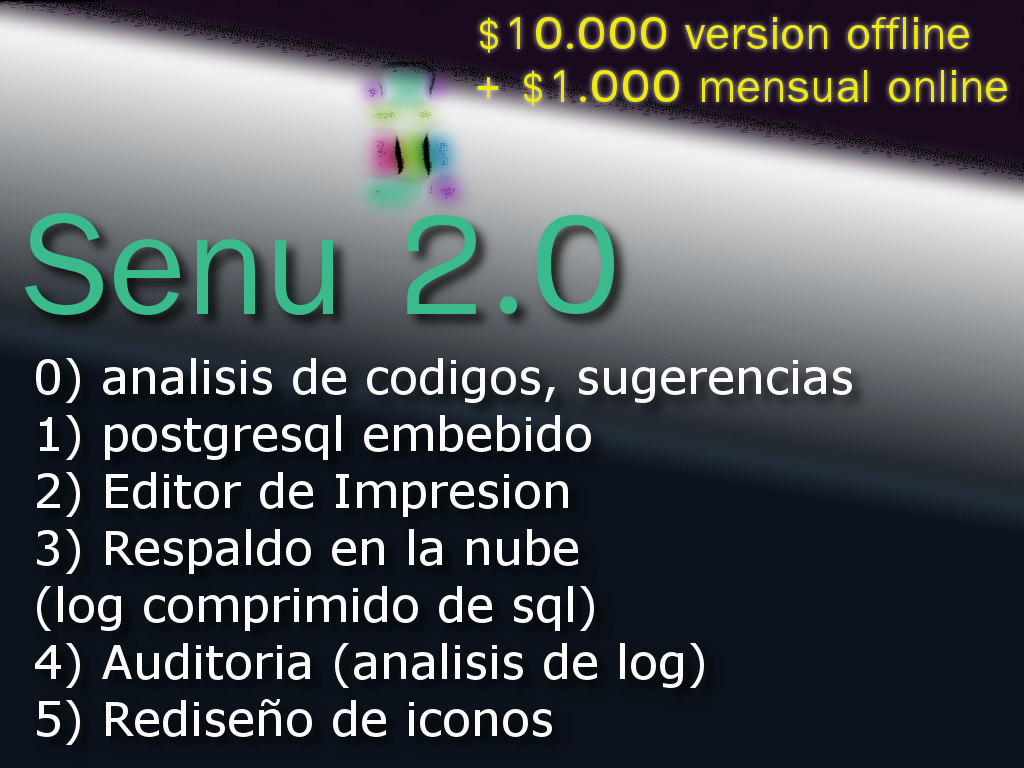 $10.000 version offline
+ $1.000 mensual online
Senu 2.0
0) analisis de codigos, sugerencias
1) postgresql embebido
2) Editor de Impresion
3) Respaldo en la nube
(log comprimido de sql)
4) Auditoria (analisis de log)
5) Rediseño de iconos